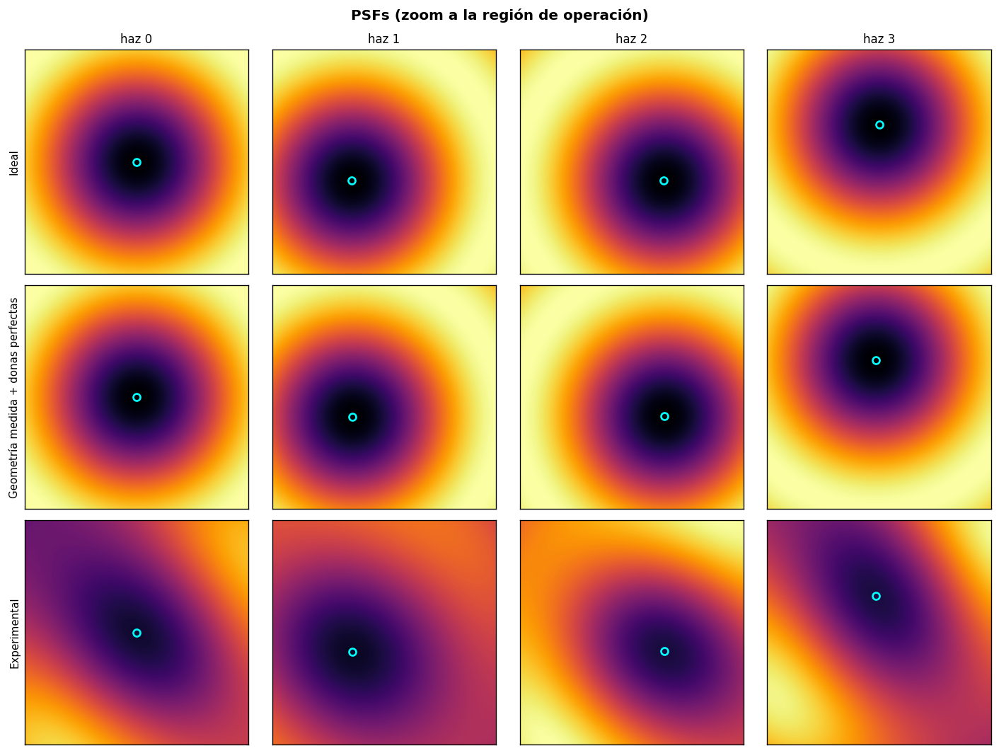 PSFs (zoom a la región de operación)
haz 0
haz 1
haz 2
haz 3
Ideal
Geometría medida + donas perfectas
Experimental